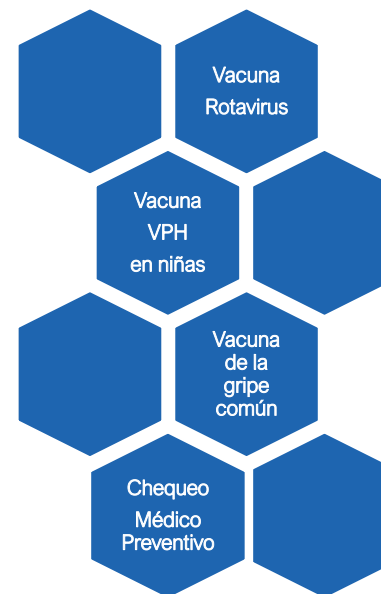 Vacuna
Rotavirus
Vacuna
VPH
en niñas
Vacuna
de la
gripe
común
Chequeo
Médico
Preventivo